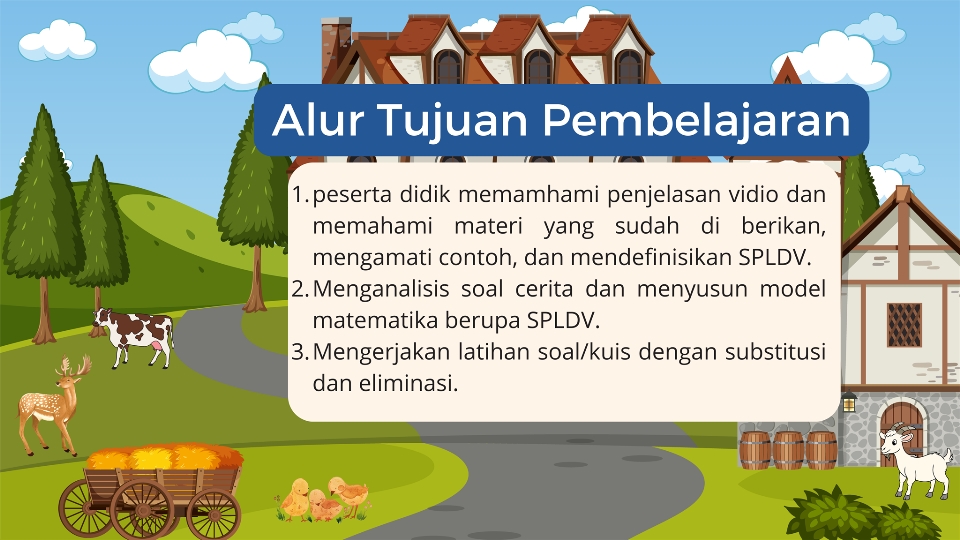 Alur Tujuan Pembelajaran
1. peserta didik memamhami penjelasan vidio dan
memahami materi yang sudah di berikan,
mengamati contoh, dan mendefinisikan SPLDV.
2. Menganalisis soal cerita dan menyusun model
matematika berupa SPLDV.
3. Mengerjakan latihan soal/kuis dengan substitusi
dan eliminasi.